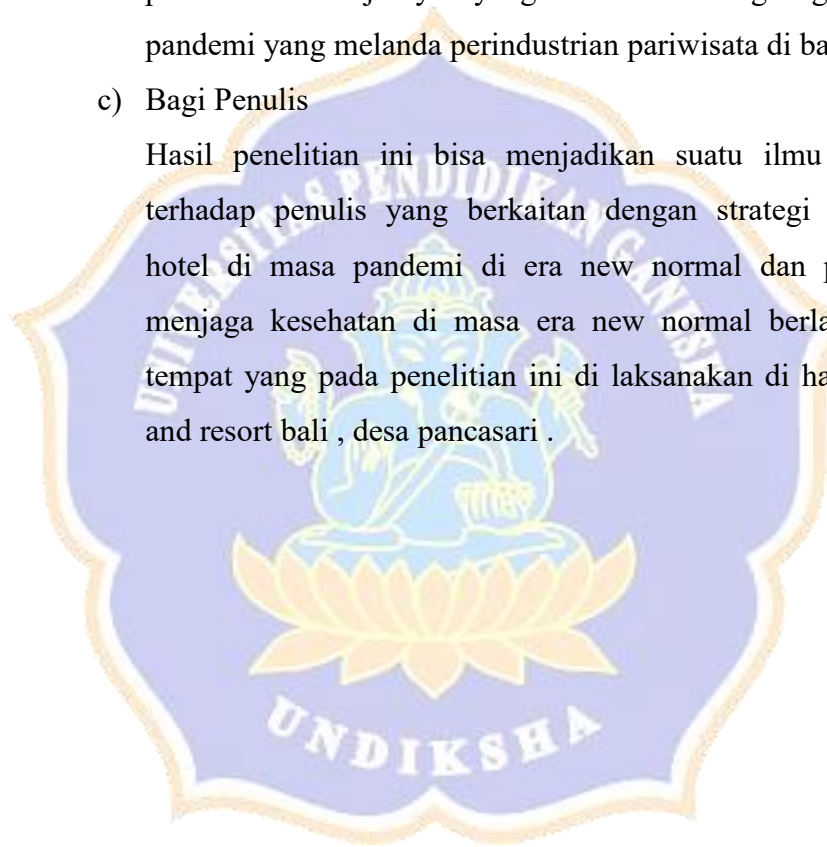 pandemi yang melanda perindustrian pariwisata di ba
c) Bagi Penulis
Hasil penelitian ini bisa menjadikan suatu ilmu
terhadap penulis yang berkaitan dengan strategi
hotel di masa pandemi di era new normal dan
menjaga kesehatan di masa era new normal berla
tempat yang pada penelitian ini di laksanakan di ha
and resort bali , desa pancasari .
UNIVERSITAS PENDIDIKAN GANESHA
UNDIKSHA